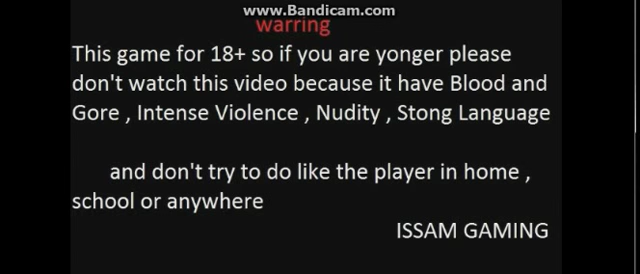 www.Bandicam.com
warring
This game for 18+ so if you are yonger please
don't watch this video because it have Blood and
Gore , Intense Violence , Nudity , Stong Language
and don't try to do like the player in home ,
school or anywhere
ISSAM GAMING